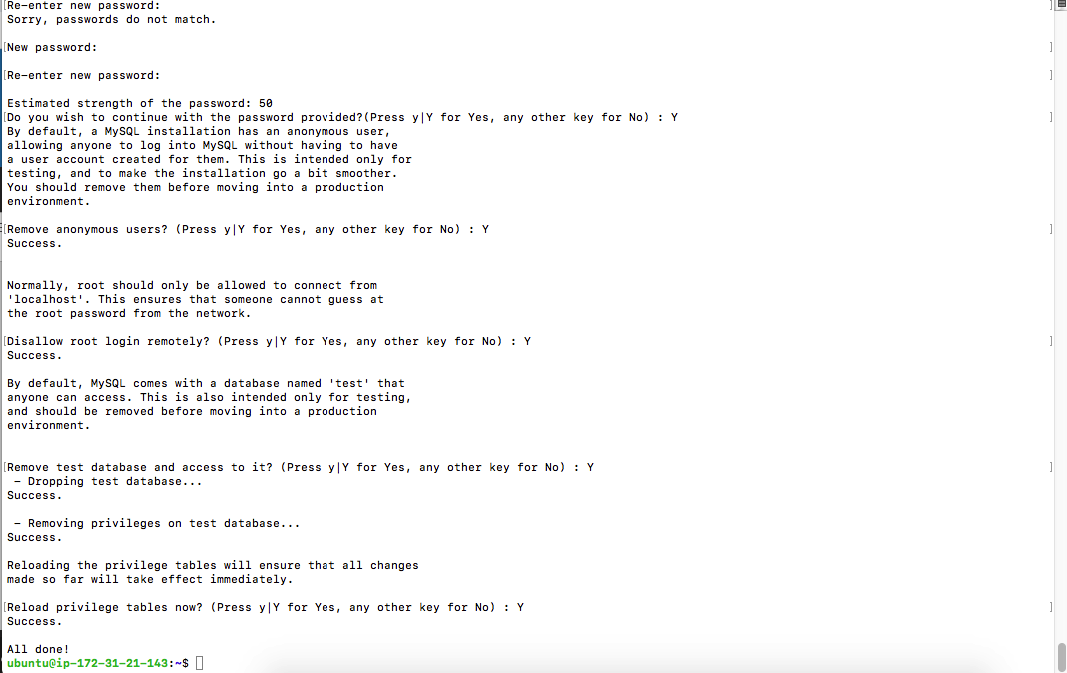 [Re-enter new password: ]
Sorry, passwords do not match.
[New password: ]
[Re-enter new password: ]
Estimated strength of the password: 50
[Do you wish to continue with the password provided?(Press y|Y for Yes, any other key for No) : Y ]
By default, a MySQL installation has an anonymous user,
allowing anyone to log into MySQL without having to have
a user account created for them. This is intended only for
testing, and to make the installation go a bit smoother.
You should remove them before moving into a production
environment.
[Remove anonymous users? (Press y|Y for Yes, any other key for No) : Y ]
Success.
Normally, root should only be allowed to connect from
'localhost'. This ensures that someone cannot guess at
the root password from the network.
[Disallow root login remotely? (Press y|Y for Yes, any other key for No) : Y ]
Success.
By default, MySQL comes with a database named 'test' that
anyone can access. This is also intended only for testing,
and should be removed before moving into a production
environment.
[Remove test database and access to it? (Press y|Y for Yes, any other key for No) : Y ]
 - Dropping test database...
Success.
 - Removing privileges on test database...
Success.
Reloading the privilege tables will ensure that all changes
made so far will take effect immediately.
[Reload privilege tables now? (Press y|Y for Yes, any other key for No) : Y ]
Success.
All done!
ubuntu@ip-172-31-21-143:~$